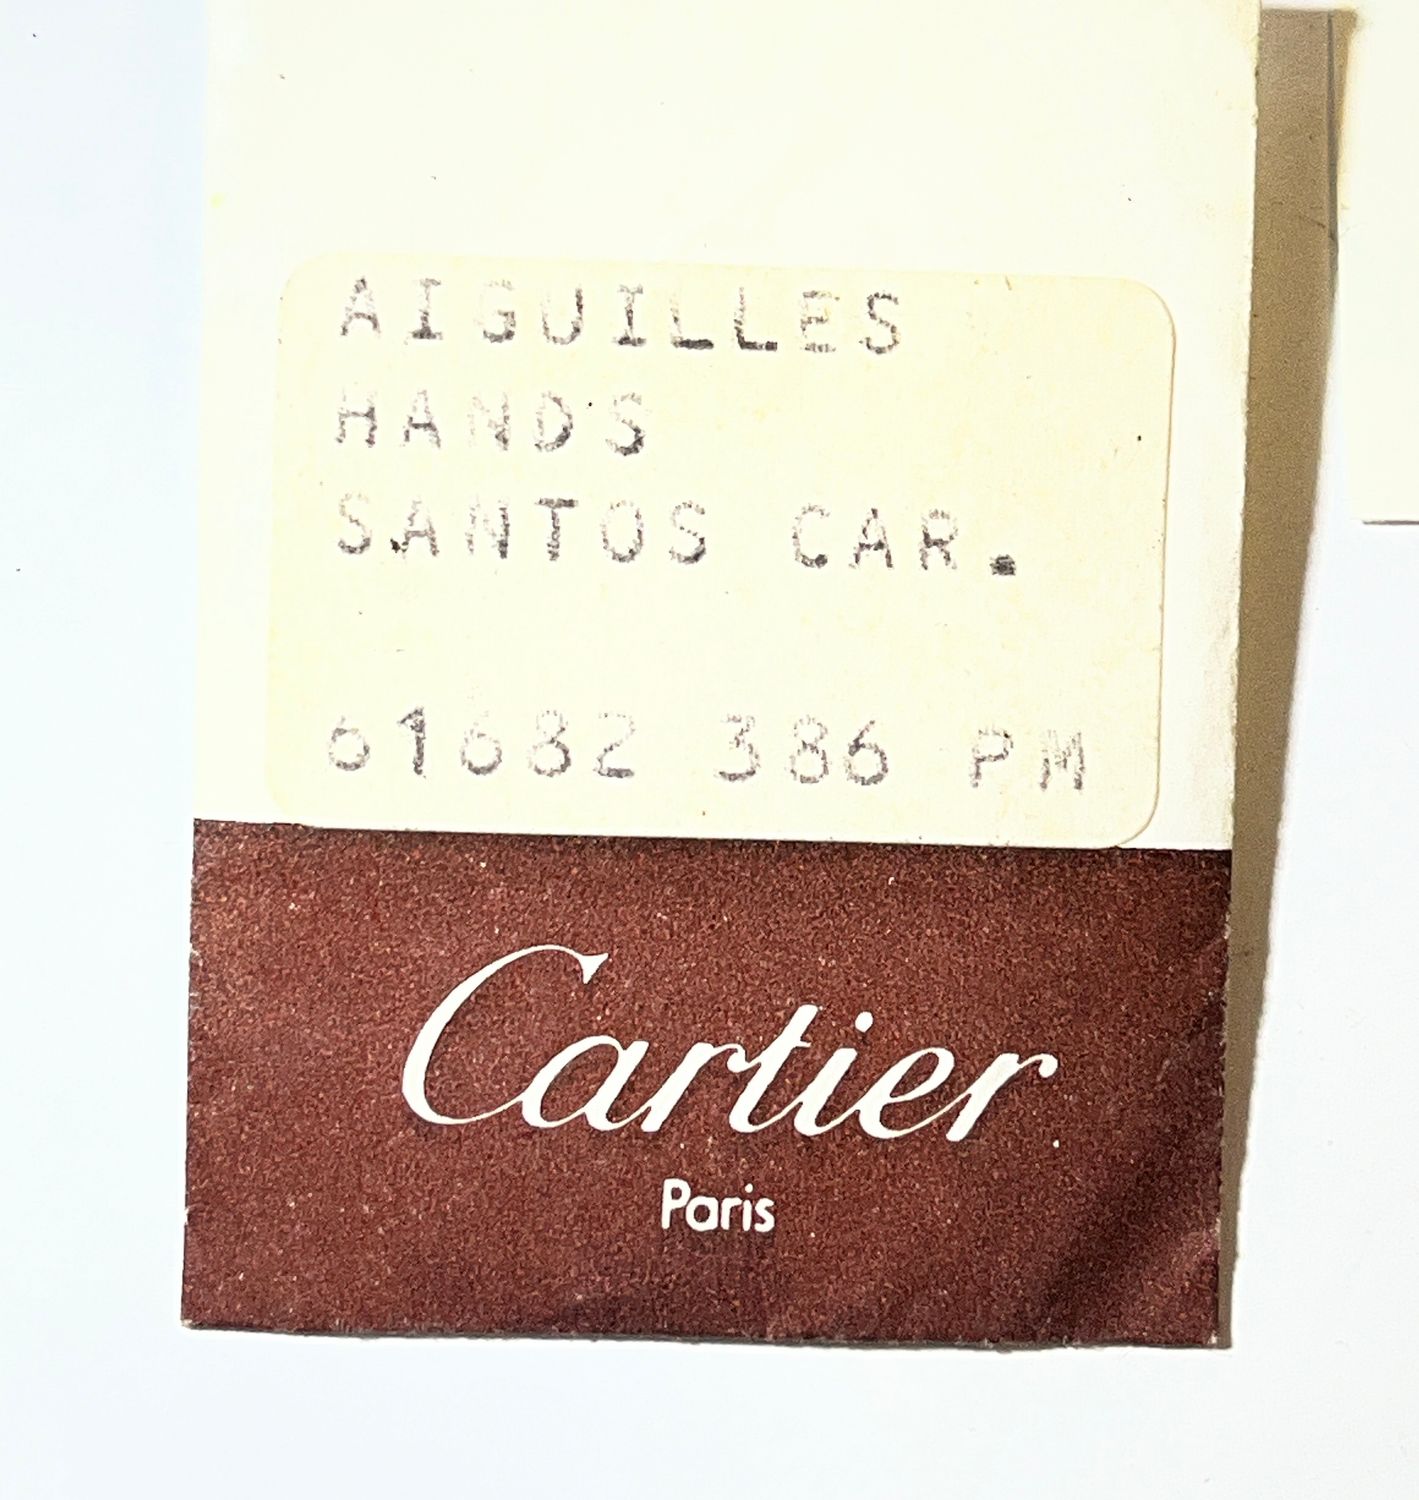 AIGUILLES
HANDS
SANTOS CAR.
61682 386 PM
Cartier
Paris